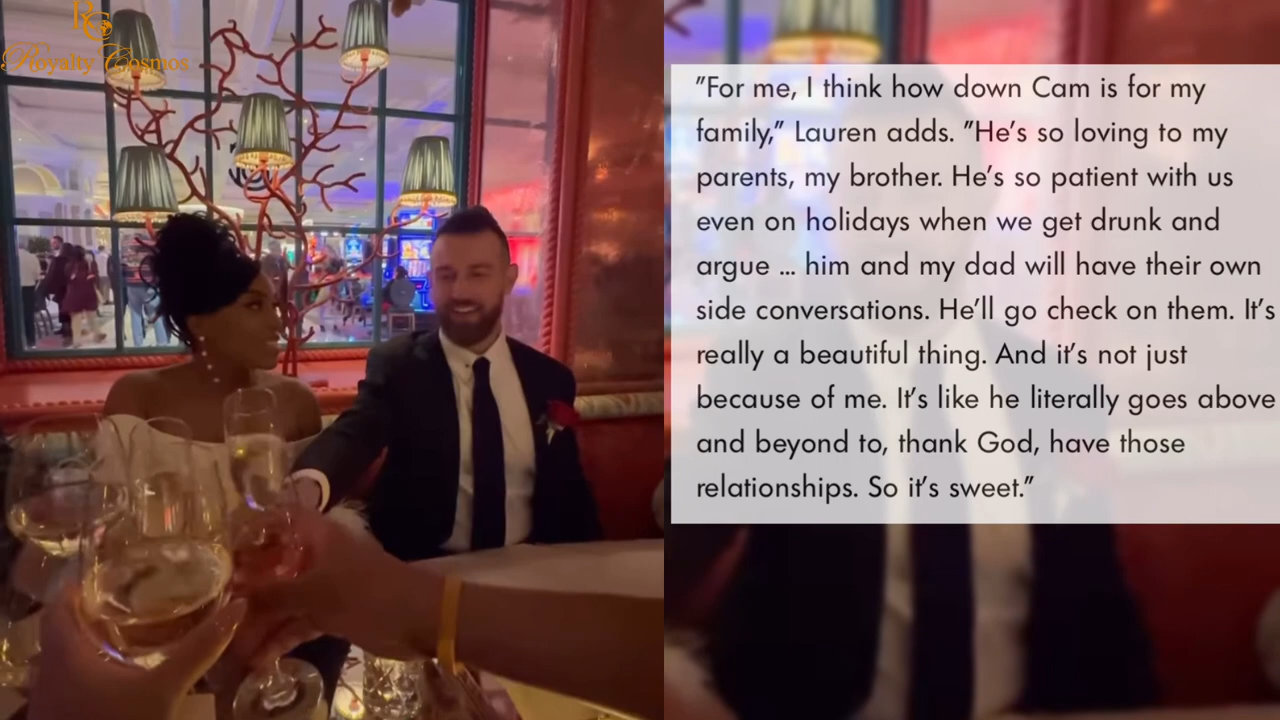 RC
Royalty Cosmos
"For me, I think how down Cam is for my
family," Lauren adds. "He's so loving to my
parents, my brother. He's so patient with us
even on holidays when we get drunk and
argue ... him and my dad will have their own
side conversations. He'll go check on them. It's
really a beautiful thing. And it's not just
because of me. It's like he literally goes above
and beyond to, thank God, have those
relationships. So it's sweet."